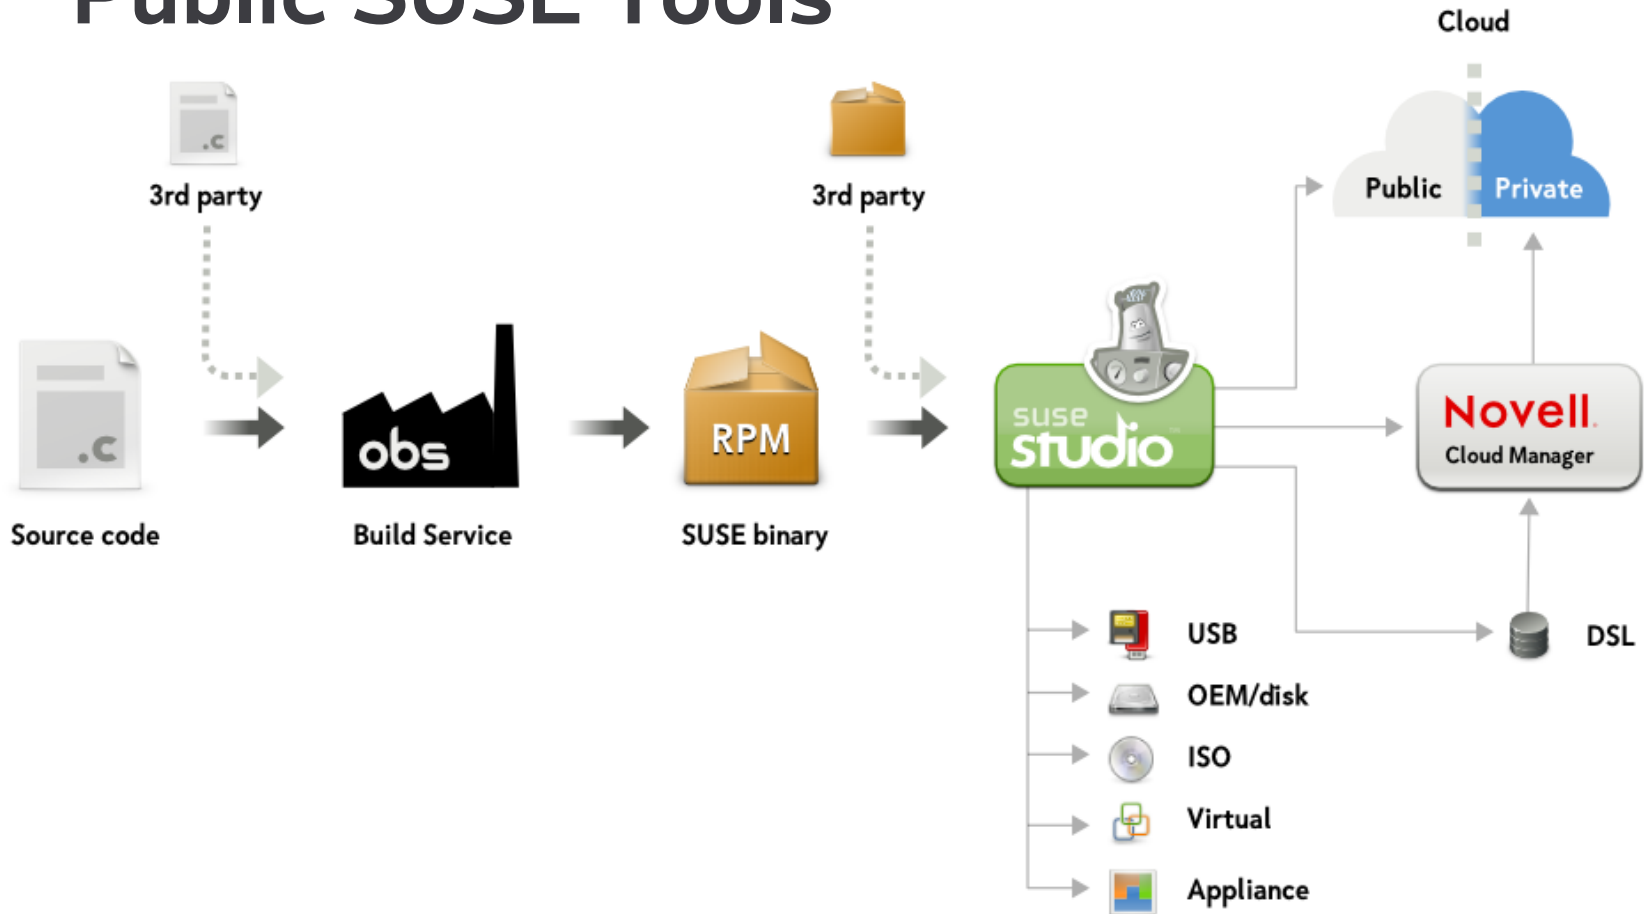 Public SUSE Tools
Cloud
.c
3rd party
3rd party
Public
Private
.c
obs
RPM
suse
studio
Novell.
Cloud Manager
Source code
Build Service
SUSE binary
USB
DSL
OEM/disk
ISO
Virtual
Appliance